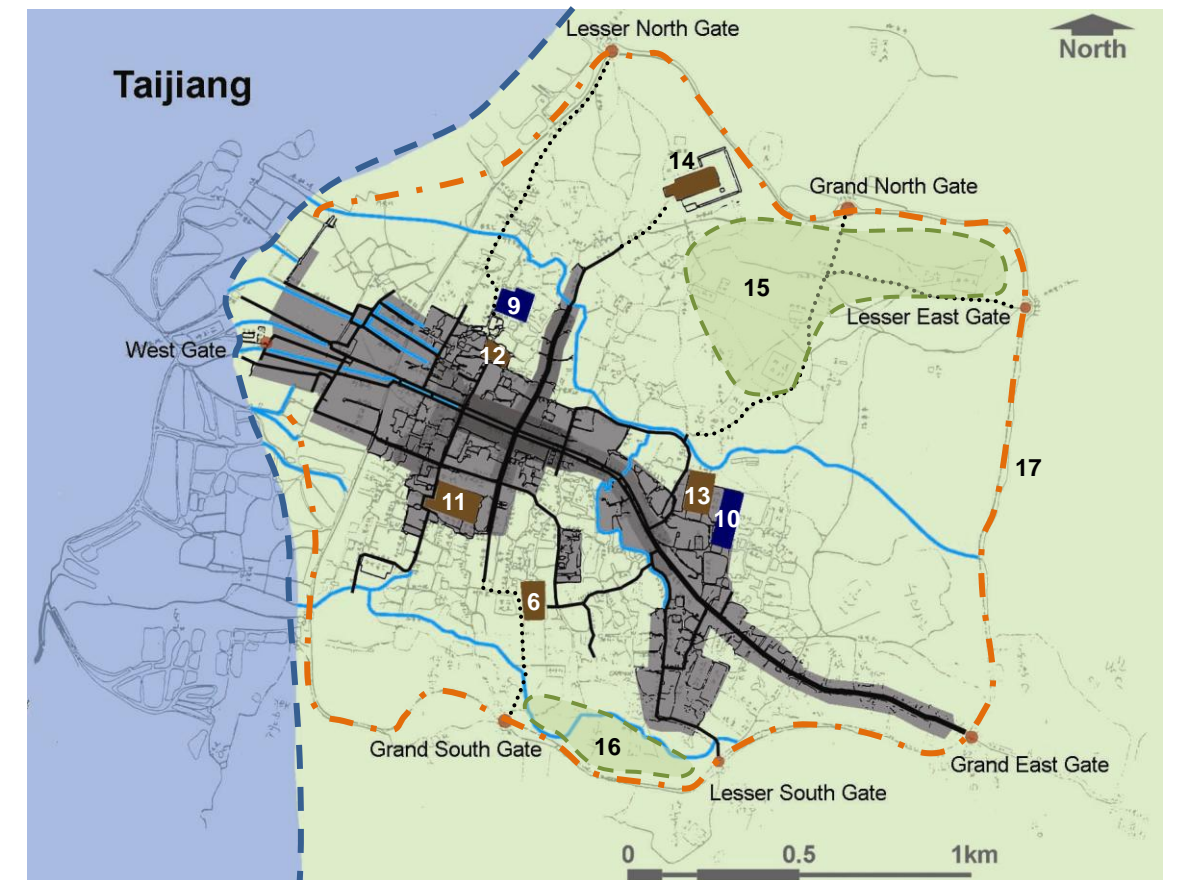 Lesser North Gate
North
Taijiang
14
Grand North Gate
15
9
Lesser East Gate
West Gate
12
17
13
11
10
6
Grand South Gate
16
Grand East Gate
Lesser South Gate
0
0.5
1km